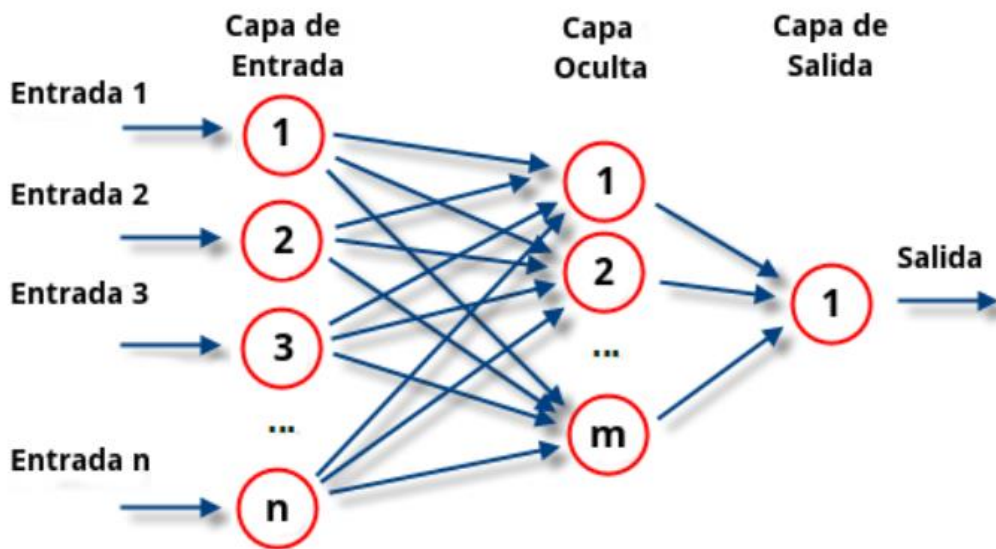 Capa de
Entrada
Capa
Oculta
Capa de
Salida
Entrada 1
1
Entrada 2
2
Entrada 3
3
...
Entrada n
n
1
2
...
m
1
Salida